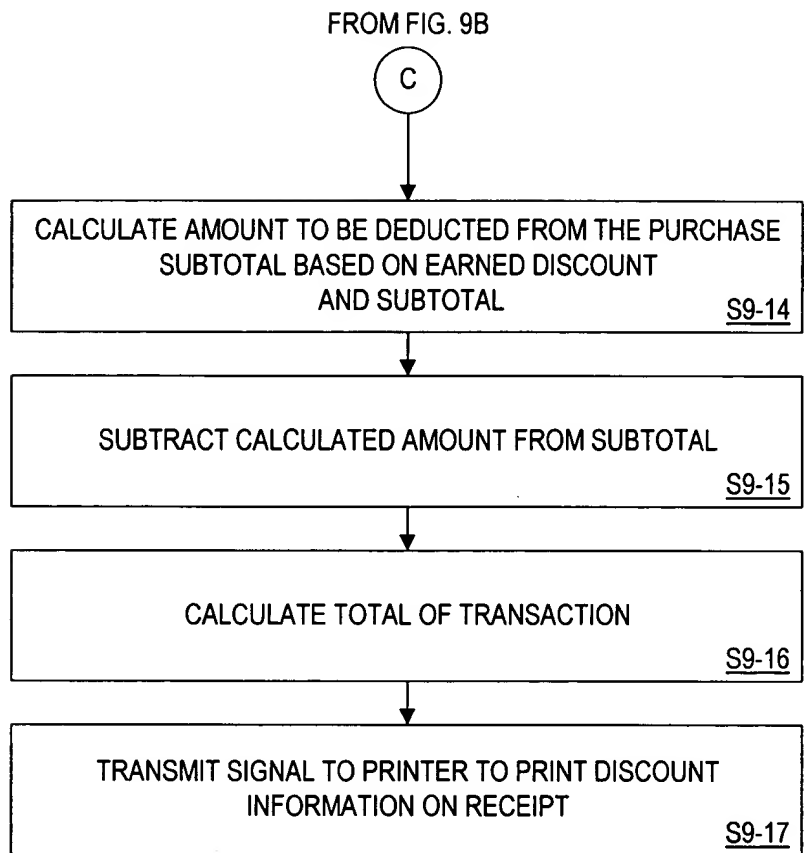 FROM FIG. 9B
C
CALCULATE AMOUNT TO BE DEDUCTED FROM THE PURCHASE
SUBTOTAL BASED ON EARNED DISCOUNT
AND SUBTOTAL
S9-14
SUBTRACT CALCULATED AMOUNT FROM SUBTOTAL
S9-15
CALCULATE TOTAL OF TRANSACTION
S9-16
TRANSMIT SIGNAL TO PRINTER TO PRINT DISCOUNT
INFORMATION ON RECEIPT
S9-17